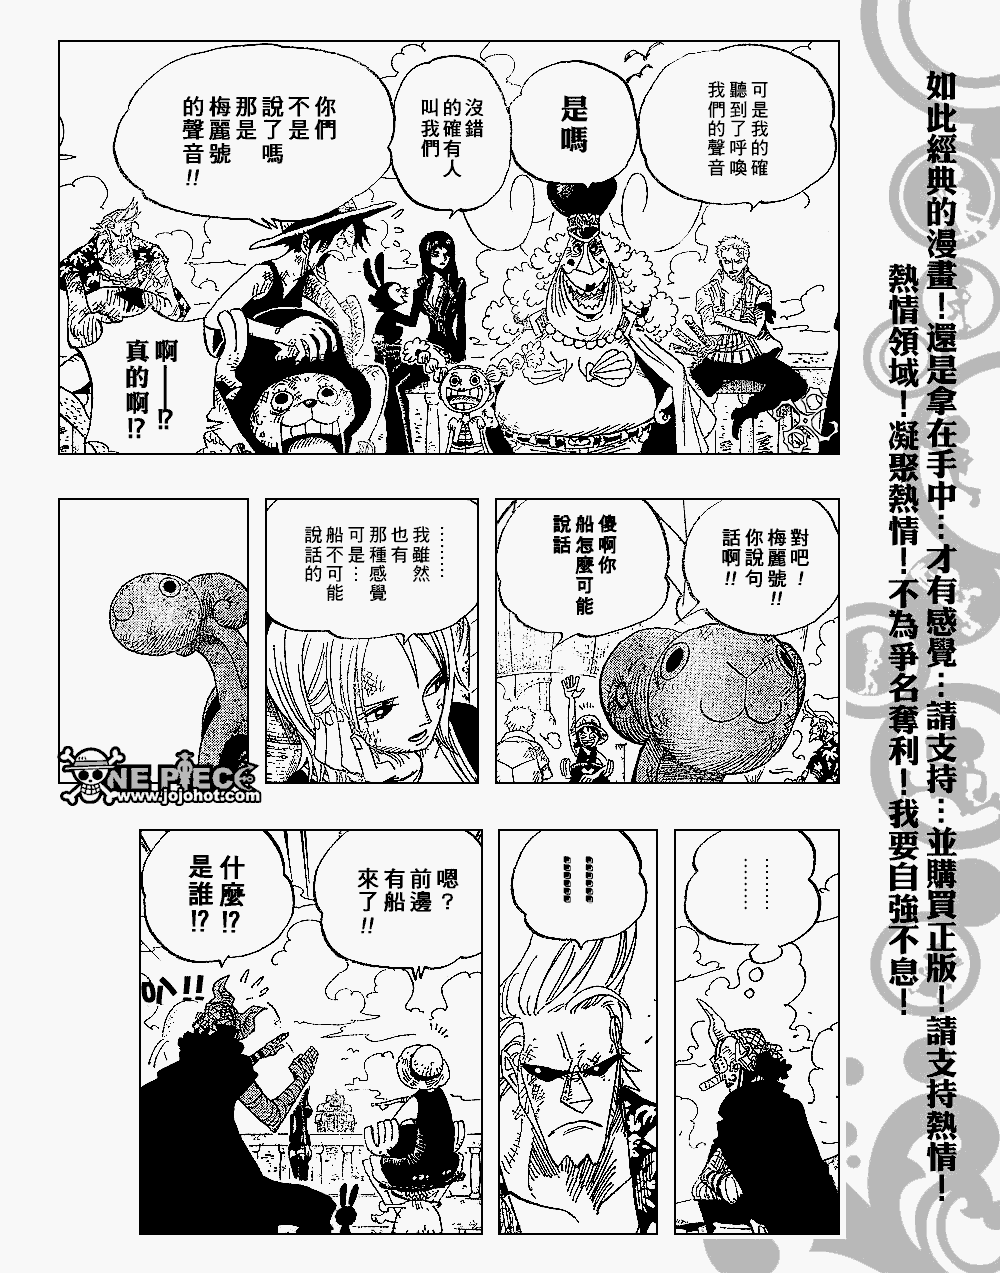 可是我的確
聽到了呼喚
我們的聲音
是嗎
沒錯
的確有人
叫我們
你們
不是
說了嗎
那是
梅麗號
的聲音!!
啊——!?
真的啊!?
對吧!
梅麗號!!
你說句
話啊!!
傻啊你
船怎麼可能
說話
………
我雖然
也有
那種感覺
可是…
船不可能
說話的
ONE PIECE
www.jojohot.com
………
………
嗯?
前邊
有船
來了!!
什麼!?
是誰!?
如此經典的漫畫!還是拿在手中…才有感覺…請支持…並購買正版!請支持熱情!
熱情領域!凝聚熱情!不為爭名奪利!我要自強不息!